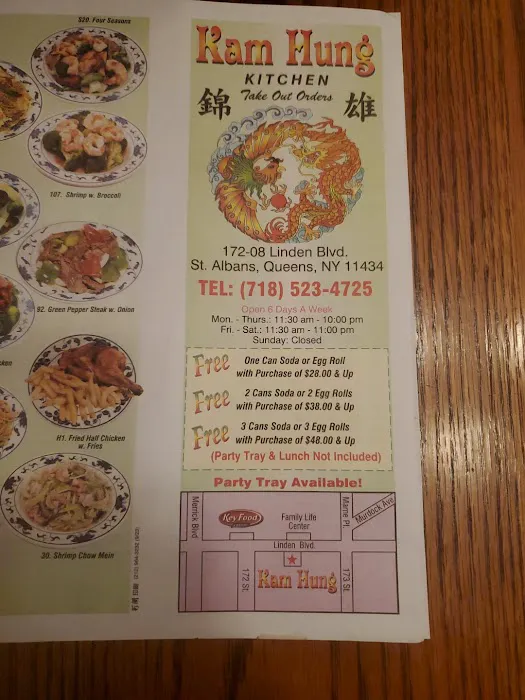 S20. Four Seasons
107. Shrimp w. Broccoli
92. Green Pepper Steak w. Onion
H1. Fried Half Chicken
w. Fries
30. Shrimp Chow Mein
Kam Hung
KITCHEN
Take Out Orders
錦 雄
172-08 Linden Blvd.
St. Albans, Queens, NY 11434
TEL: (718) 523-4725
Open 6 Days A Week
Mon. - Thurs.: 11:30 am - 10:00 pm
Fri. - Sat.: 11:30 am - 11:00 pm
Sunday: Closed
Free One Can Soda or Egg Roll
with Purchase of $28.00 & Up
Free 2 Cans Soda or 2 Egg Rolls
with Purchase of $38.00 & Up
Free 3 Cans Soda or 3 Egg Rolls
with Purchase of $48.00 & Up
(Party Tray & Lunch Not Included)
Party Tray Available!
Merrick Blvd
Key Food
Family Life
Center
Marne Pl.
Murdock Ave.
Linden Blvd.
172 St.
Kam Hung
173 St.